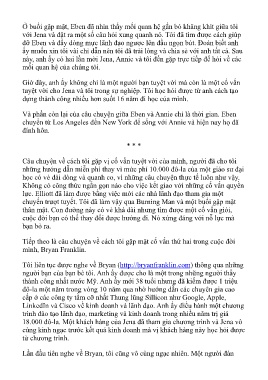 Ở buổi gặp mặt, Eben đã nhìn thấy mối quan hệ gắn bó khăng khít giữa tôi
với Jena và đặt ra một số câu hỏi xung quanh nó. Tôi đã tìm được cách giúp
đỡ Eben và đẩy dòng mực lãnh đạo ngược lên đầu ngọn bút. Đoán biết anh
ấy muốn xin tôi vài chỉ dẫn nên tôi đã trải lòng và chia sẻ với anh tất cả. Sau
này, anh ấy có hai lần mời Jena, Annie và tôi đến gặp trực tiếp để hỏi về các
mối quan hệ của chúng tôi.
Giờ đây, anh ấy không chỉ là một người bạn tuyệt vời mà còn là một cố vấn
tuyệt vời cho Jena và tôi trong sự nghiệp. Tôi học hỏi được từ anh cách tạo
dựng thành công nhiều hơn suốt 16 năm đi học của mình.
Và phần còn lại của câu chuyện giữa Eben và Annie chỉ là thời gian. Eben
chuyển từ Los Angeles đến New York để sống với Annie và hiện nay họ đã
đính hôn.
* * *
Câu chuyện về cách tôi gặp vị cố vấn tuyệt vời của mình, người đã cho tôi
những hướng dẫn miễn phí thay vì mức phí 10.000 đô-la của một giáo sư đại
học có vẻ dài dòng và quanh co, vì những câu chuyện thực tế luôn như vậy.
Không có công thức ngắn gọn nào cho việc kết giao với những cố vấn quyền
lực. Elliott đã làm được bằng việc mời các nhà lãnh đạo tham gia một
chuyến trượt tuyết. Tôi đã làm vậy qua Burning Man và một buổi gặp mặt
thân mật. Con đường này có vẻ khá dài nhưng tìm được một cố vấn giỏi,
cuộc đời bạn có thể thay đổi được hướng đi. Nó xứng đáng với nỗ lực mà
bạn bỏ ra.
Tiếp theo là câu chuyện về cách tôi gặp mặt cố vấn thứ hai trong cuộc đời
mình, Bryan Franklin.
Tôi liên tục được nghe về Bryan (http://bryanfranklin.com) thông qua những
người bạn của bạn bè tôi. Anh ấy được cho là một trong những người thầy
thành công nhất nước Mỹ. Anh ấy mới 38 tuổi nhưng đã kiếm được 1 triệu
đô-la một năm trong vòng 10 năm qua nhờ hướng dẫn các chuyên gia cao
cấp ở các công ty tầm cỡ nhất Thung lũng Sillicon như Google, Apple,
LinkedIn và Cisco về kinh doanh và lãnh đạo. Anh ấy điều hành một chương
trình đào tạo lãnh đạo, marketing và kinh doanh trong nhiều năm trị giá
18.000 đô-la. Một khách hàng của Jena đã tham gia chương trình và Jena vô
cùng kinh ngạc trước kết quả kinh doanh mà vị khách hàng này học hỏi được
từ chương trình.
Lần đầu tiên nghe về Bryan, tôi cũng vô cùng ngạc nhiên. Một người đàn